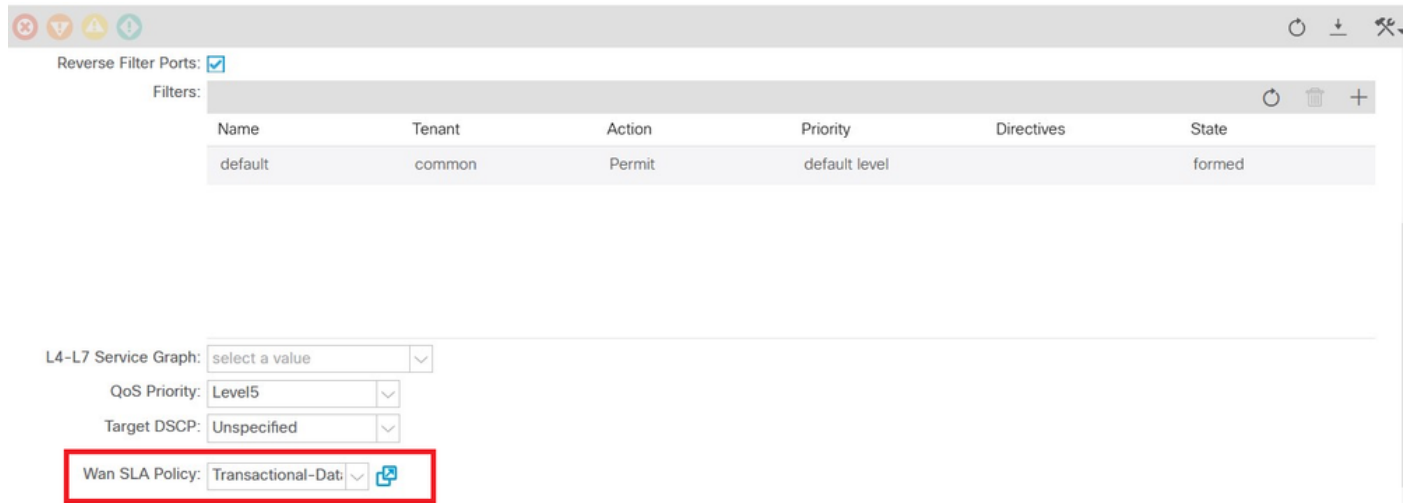 Reverse Filter Ports:
Filters:
Name Tenant Action Priority Directives State
default common Permit default level formed
L4-L7 Service Graph: select a value
QoS Priority: Level5
Target DSCP: Unspecified
Wan SLA Policy: Transactional-Dat